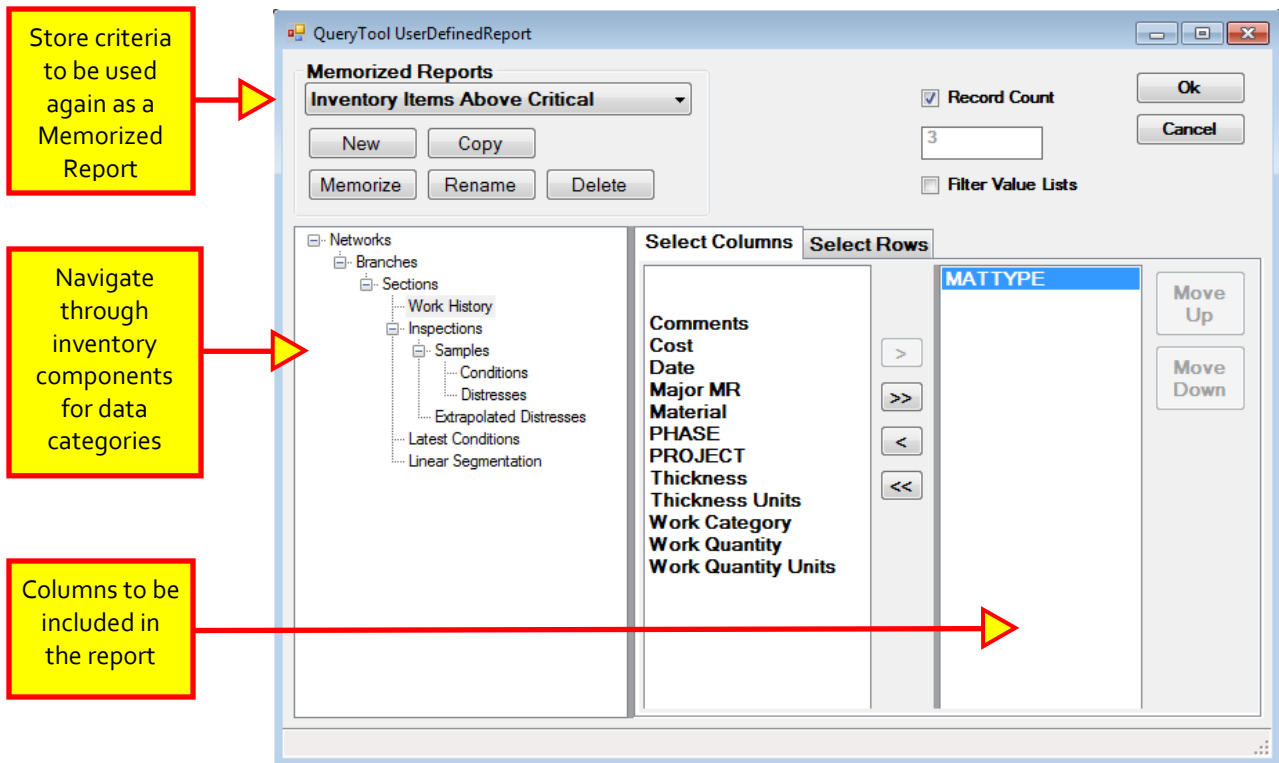 Store criteria
to be used
again as a
Memorized
Report
Navigate
through
inventory
components
for data
categories
Columns to be
included in
the report
QueryTool UserDefinedReport
Memorized Reports
Inventory Items Above Critical
New
Copy
Memorize
Rename
Delete
Record Count
3
Filter Value Lists
Ok
Cancel
Networks
Branches
Sections
Work History
Inspections
Samples
Conditions
Distresses
Extrapolated Distresses
Latest Conditions
Linear Segmentation
Select Columns
Select Rows
Comments
Cost
Date
Major MR
Material
PHASE
PROJECT
Thickness
Thickness Units
Work Category
Work Quantity
Work Quantity Units
>
>>
<
<<
MATTYPE
Move
Up
Move
Down